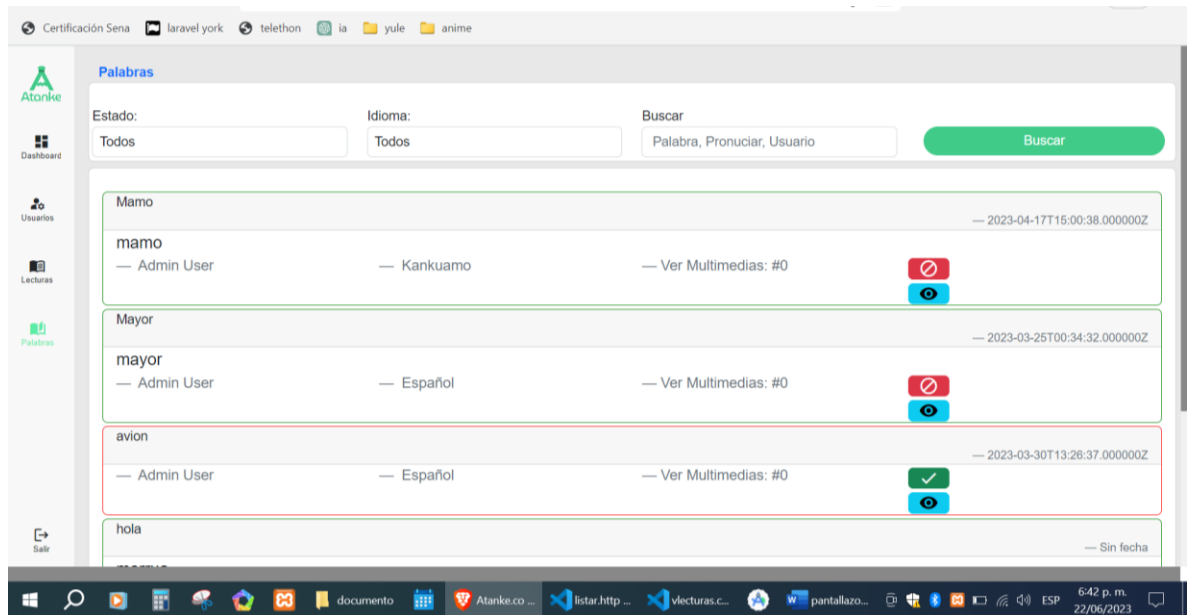 Certificación Sena laravel york telethon ia yule anime
Atanke
Palabras
Estado: Idioma: Buscar
Todos Todos Palabra, Pronuciar, Usuario Buscar
Dashboard
Usuarios
Lecturas
Palabras
Salir
Mamo
— 2023-04-17T15:00:38.000000Z
mamo
— Admin User — Kankuamo — Ver Multimedias: #0
Mayor
— 2023-03-25T00:34:32.000000Z
mayor
— Admin User — Español — Ver Multimedias: #0
avion
— 2023-03-30T13:26:37.000000Z
— Admin User — Español — Ver Multimedias: #0
hola
— Sin fecha
documento Atanke.co ... listar.http ... vlecturas.c... pantallazo... ESP 6:42 p. m.
22/06/2023